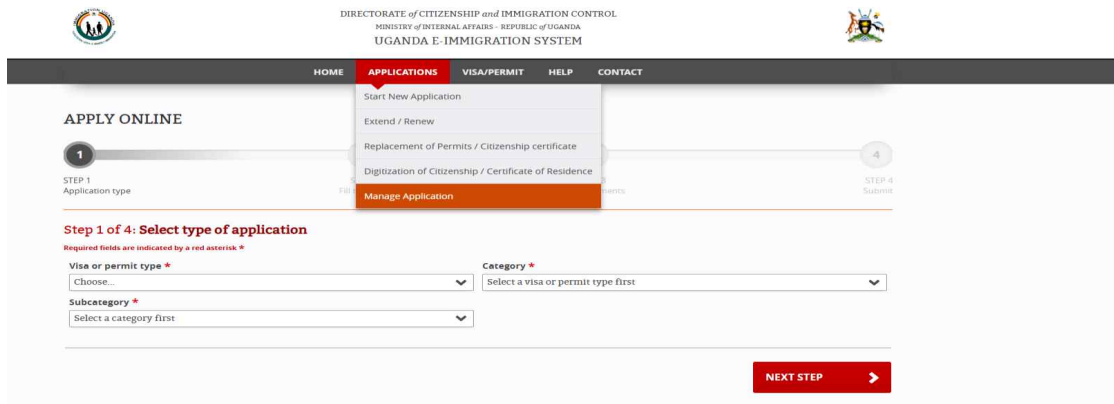 DIRECTORATE of CITIZENSHIP and IMMIGRATION CONTROL
MINISTRY of INTERNAL AFFAIRS - REPUBLIC of UGANDA
UGANDA E-IMMIGRATION SYSTEM
HOME APPLICATIONS VISA/PERMIT HELP CONTACT
Start New Application
Extend / Renew
Replacement of Permits / Citizenship certificate
Digitization of Citizenship / Certificate of Residence
Manage Application
APPLY ONLINE
1
STEP 1
Application type
4
STEP 4
Submit
Step 1 of 4: Select type of application
Required fields are indicated by a red asterisk *
Visa or permit type *
Choose...
Category *
Select a visa or permit type first
Subcategory *
Select a category first
NEXT STEP